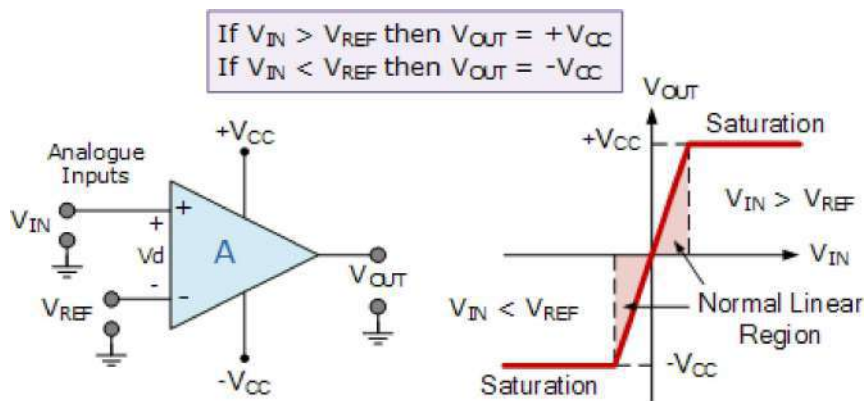 If VIN > VREF then VOUT = +VCC
If VIN < VREF then VOUT = -VCC
+VCC
Analogue
Inputs
VIN
+
+
Vd
A
-
-
VREF
VOUT
-VCC
VOUT
+VCC
Saturation
VIN > VREF
VIN
VIN < VREF
Normal Linear
Region
-VCC
Saturation